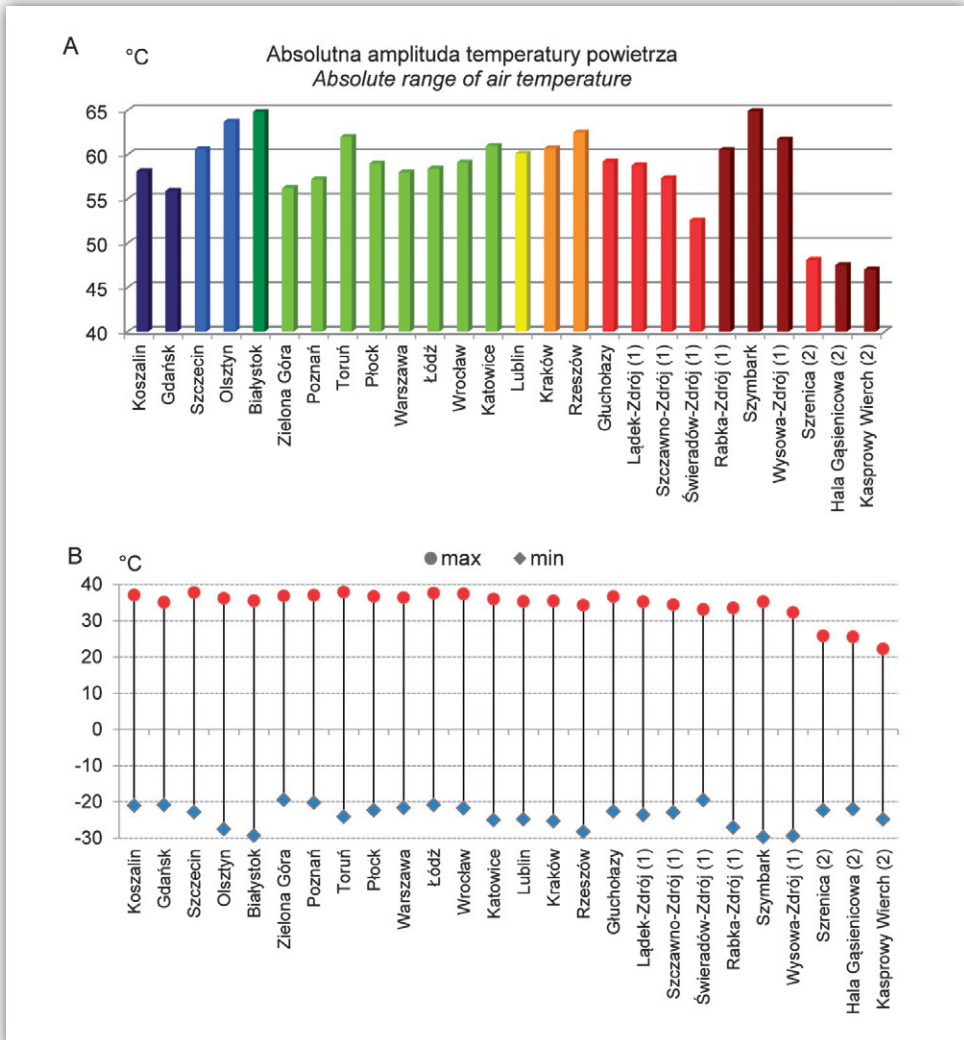 A
°C
Absolutna amplituda temperatury powietrza
Absolute range of air temperature
65
60
55
50
45
40
Koszalin
Gdańsk
Szczecin
Olsztyn
Białystok
Zielona Góra
Poznań
Toruń
Płock
Warszawa
Łódź
Wrocław
Katowice
Lublin
Kraków
Rzeszów
Głuchołazy
Lądek-Zdrój (1)
Szczawno-Zdrój (1)
Świeradów-Zdrój (1)
Rabka-Zdrój (1)
Szymbark
Wysowa-Zdrój (1)
Szrenica (2)
Hala Gąsienicowa (2)
Kasprowy Wierch (2)
B
°C
max min
40
30
20
10
0
-10
-20
-30
Koszalin
Gdańsk
Szczecin
Olsztyn
Białystok
Zielona Góra
Poznań
Toruń
Płock
Warszawa
Łódź
Wrocław
Katowice
Lublin
Kraków
Rzeszów
Głuchołazy
Lądek-Zdrój (1)
Szczawno-Zdrój (1)
Świeradów-Zdrój (1)
Rabka-Zdrój (1)
Szymbark
Wysowa-Zdrój (1)
Szrenica (2)
Hala Gąsienicowa (2)
Kasprowy Wierch (2)